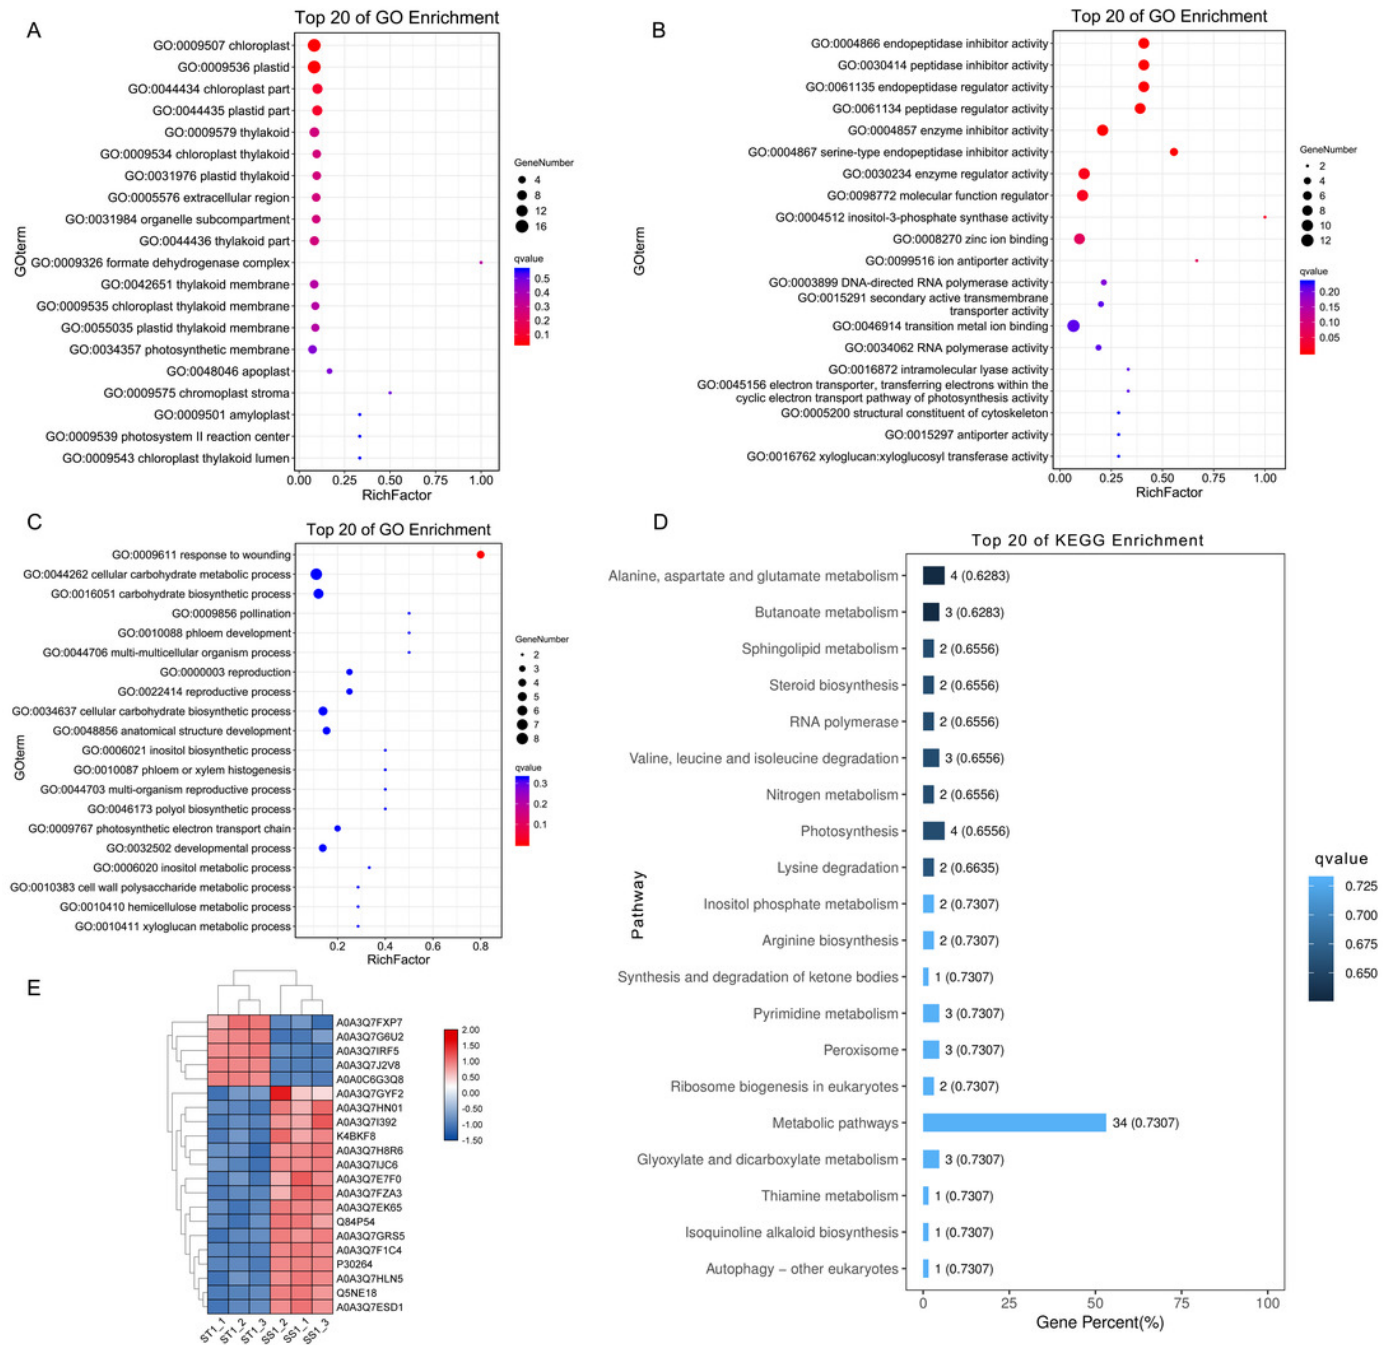 A
Top 20 of GO Enrichment
GO:0009507 chloroplast
GO:0009536 plastid
GO:0044434 chloroplast part
GO:0044435 plastid part
GO:0009579 thylakoid
GO:0009534 chloroplast thylakoid
GO:0031976 plastid thylakoid
GO:0005576 extracellular region
GO:0031984 organelle subcompartment
GO:0044436 thylakoid part
GO:0009326 formate dehydrogenase complex
GO:0042651 thylakoid membrane
GO:0009535 chloroplast thylakoid membrane
GO:0055035 plastid thylakoid membrane
GO:0034357 photosynthetic membrane
GO:0048046 apoplast
GO:0009575 chromoplast stroma
GO:0009501 amyloplast
GO:0009539 photosystem II reaction center
GO:0009543 chloroplast thylakoid lumen
GOterm
0.00 0.25 0.50 0.75 1.00
RichFactor
GeneNumber
4
8
12
16
qvalue
0.5
0.4
0.3
0.2
0.1
B
Top 20 of GO Enrichment
GO:0004866 endopeptidase inhibitor activity
GO:0030414 peptidase inhibitor activity
GO:0061135 endopeptidase regulator activity
GO:0061134 peptidase regulator activity
GO:0004857 enzyme inhibitor activity
GO:0004867 serine-type endopeptidase inhibitor activity
GO:0030234 enzyme regulator activity
GO:0098772 molecular function regulator
GO:0004512 inositol-3-phosphate synthase activity
GO:0008270 zinc ion binding
GO:0099516 ion antiporter activity
GO:0003899 DNA-directed RNA polymerase activity
GO:0015291 secondary active transmembrane
transporter activity
GO:0046914 transition metal ion binding
GO:0034062 RNA polymerase activity
GO:0016872 intramolecular lyase activity
GO:0045156 electron transporter, transferring electrons within the
cyclic electron transport pathway of photosynthesis activity
GO:0005200 structural constituent of cytoskeleton
GO:0015297 antiporter activity
GO:0016762 xyloglucan:xyloglucosyl transferase activity
GOterm
0.00 0.25 0.50 0.75 1.00
RichFactor
GeneNumber
2
4
6
8
10
12
qvalue
0.20
0.15
0.10
0.05
C
Top 20 of GO Enrichment
GO:0009611 response to wounding
GO:0044262 cellular carbohydrate metabolic process
GO:0016051 carbohydrate biosynthetic process
GO:0009856 pollination
GO:0010088 phloem development
GO:0044706 multi-multicellular organism process
GO:0000003 reproduction
GO:0022414 reproductive process
GO:0034637 cellular carbohydrate biosynthetic process
GO:0048856 anatomical structure development
GO:0006021 inositol biosynthetic process
GO:0010087 phloem or xylem histogenesis
GO:0044703 multi-organism reproductive process
GO:0046173 polyol biosynthetic process
GO:0009767 photosynthetic electron transport chain
GO:0032502 developmental process
GO:0006020 inositol metabolic process
GO:0010383 cell wall polysaccharide metabolic process
GO:0010410 hemicellulose metabolic process
GO:0010411 xyloglucan metabolic process
GOterm
0.2 0.4 0.6 0.8
RichFactor
GeneNumber
2
3
4
5
6
7
8
qvalue
0.3
0.2
0.1
D
Top 20 of KEGG Enrichment
Alanine, aspartate and glutamate metabolism 4 (0.6283)
Butanoate metabolism 3 (0.6283)
Sphingolipid metabolism 2 (0.6556)
Steroid biosynthesis 2 (0.6556)
RNA polymerase 2 (0.6556)
Valine, leucine and isoleucine degradation 3 (0.6556)
Nitrogen metabolism 2 (0.6556)
Photosynthesis 4 (0.6556)
Lysine degradation 2 (0.6635)
Inositol phosphate metabolism 2 (0.7307)
Arginine biosynthesis 2 (0.7307)
Synthesis and degradation of ketone bodies 1 (0.7307)
Pyrimidine metabolism 3 (0.7307)
Peroxisome 3 (0.7307)
Ribosome biogenesis in eukaryotes 2 (0.7307)
Metabolic pathways 34 (0.7307)
Glyoxylate and dicarboxylate metabolism 3 (0.7307)
Thiamine metabolism 1 (0.7307)
Isoquinoline alkaloid biosynthesis 1 (0.7307)
Autophagy – other eukaryotes 1 (0.7307)
Pathway
0 25 50 75 100
Gene Percent(%)
qvalue
0.725
0.700
0.675
0.650
E
A0A3Q7FXP7
A0A3Q7G6U2
A0A3Q7IRF5
A0A3Q7J2V8
A0A0C6G3Q8
A0A3Q7GYF2
A0A3Q7HN01
A0A3Q7I392
K4BKF8
A0A3Q7H8R6
A0A3Q7IJC6
A0A3Q7E7F0
A0A3Q7FZA3
A0A3Q7EK65
Q84P54
A0A3Q7GRS5
A0A3Q7F1C4
P30264
A0A3Q7HLN5
Q5NE18
A0A3Q7ESD1
ST1_1 ST1_2 ST1_3 SS1_2 SS1_1 SS1_3
2.00
1.50
1.00
0.50
0.00
-0.50
-1.00
-1.50